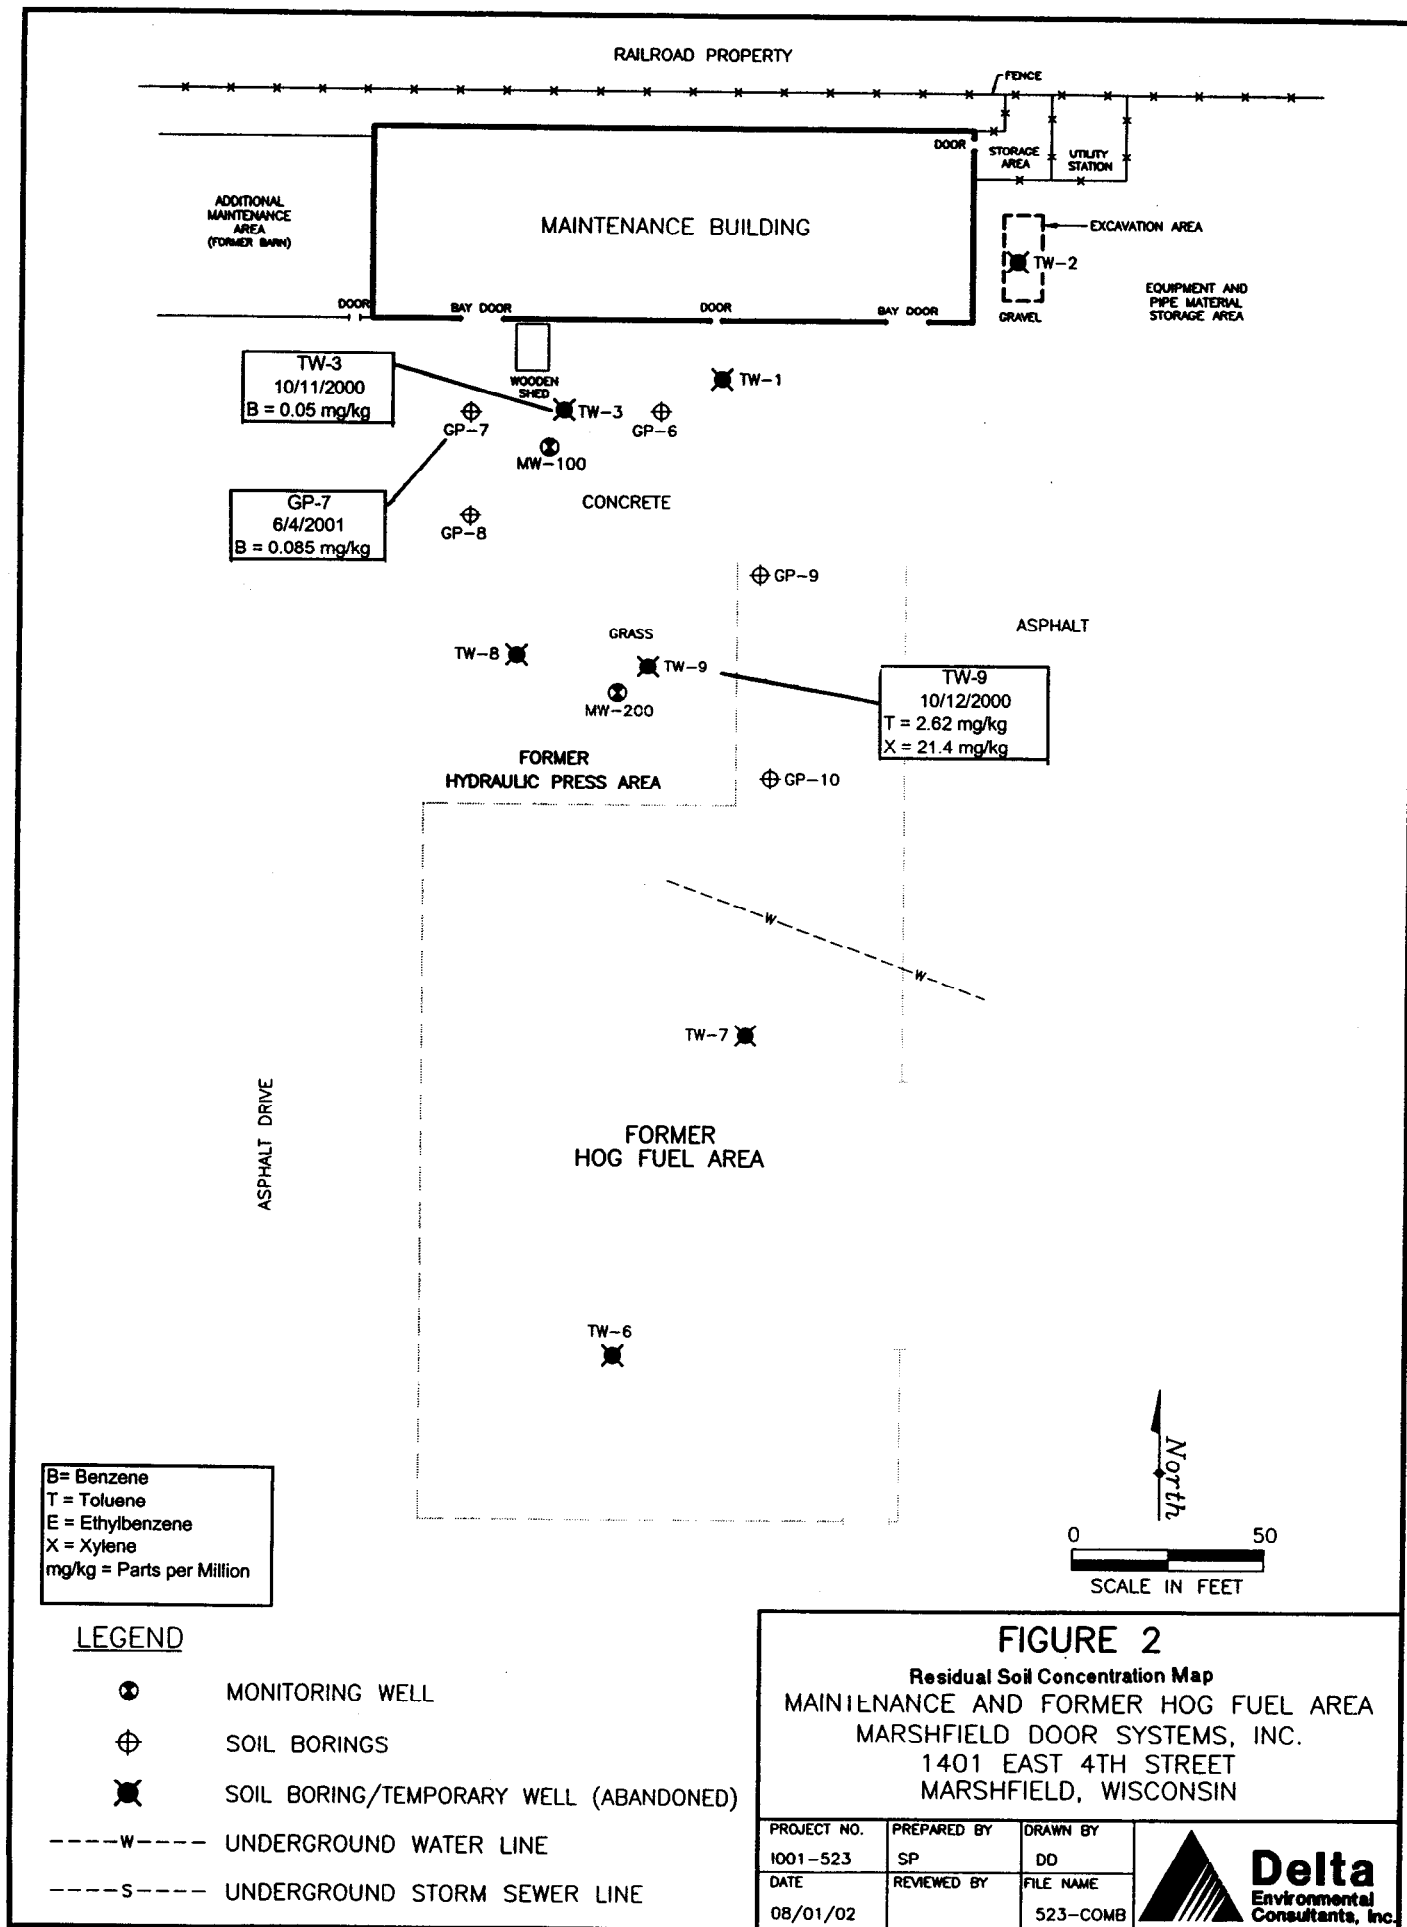 RAILROAD PROPERTY
FENCE
DOOR
STORAGE
AREA
UTILITY
STATION
ADDITIONAL
MAINTENANCE
AREA
(FORMER BARN)
MAINTENANCE BUILDING
EXCAVATION AREA
TW-2
EQUIPMENT AND
PIPE MATERIAL
STORAGE AREA
GRAVEL
DOOR
BAY DOOR
DOOR
BAY DOOR
WOODEN
SHED
TW-3
10/11/2000
B = 0.05 mg/kg
TW-1
TW-3
GP-7
GP-6
MW-100
CONCRETE
GP-7
6/4/2001
B = 0.085 mg/kg
GP-8
GP-9
ASPHALT
GRASS
TW-8
TW-9
MW-200
TW-9
10/12/2000
T = 2.62 mg/kg
X = 21.4 mg/kg
FORMER
HYDRAULIC PRESS AREA
GP-10
W
W
TW-7
ASPHALT DRIVE
FORMER
HOG FUEL AREA
TW-6
North
0 50
SCALE IN FEET
B= Benzene
T = Toluene
E = Ethylbenzene
X = Xylene
mg/kg = Parts per Million
LEGEND
MONITORING WELL
SOIL BORINGS
SOIL BORING/TEMPORARY WELL (ABANDONED)
----W---- UNDERGROUND WATER LINE
----S---- UNDERGROUND STORM SEWER LINE
FIGURE 2
Residual Soil Concentration Map
MAINTENANCE AND FORMER HOG FUEL AREA
MARSHFIELD DOOR SYSTEMS, INC.
1401 EAST 4TH STREET
MARSHFIELD, WISCONSIN
PROJECT NO. PREPARED BY DRAWN BY
I001-523 SP DD
DATE REVIEWED BY FILE NAME
08/01/02 523-COMB
Delta
Environmental
Consultants, Inc.